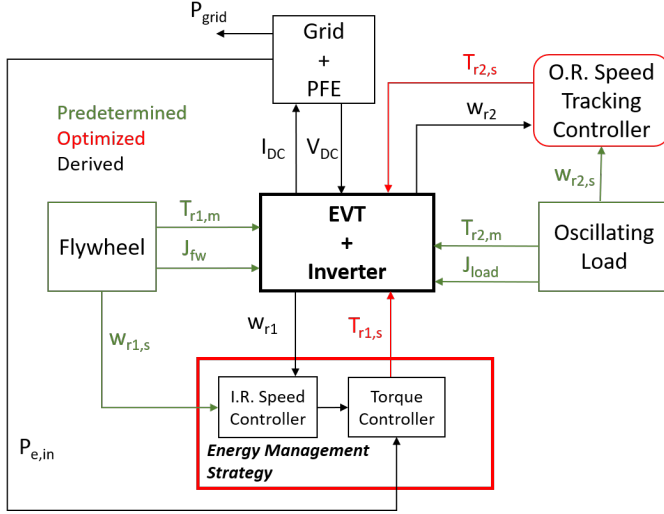 P_grid
Grid
+
PFE
T_r2,s
O.R. Speed
Tracking
Controller
Predetermined
Optimized
Derived
w_r2
I_DC
V_DC
w_r2,s
T_r1,m
EVT
+
Inverter
T_r2,m
Flywheel
J_fw
Oscillating
Load
J_load
w_r1
T_r1,s
w_r1,s
I.R. Speed
Controller
Torque
Controller
P_e,in
Energy Management
Strategy